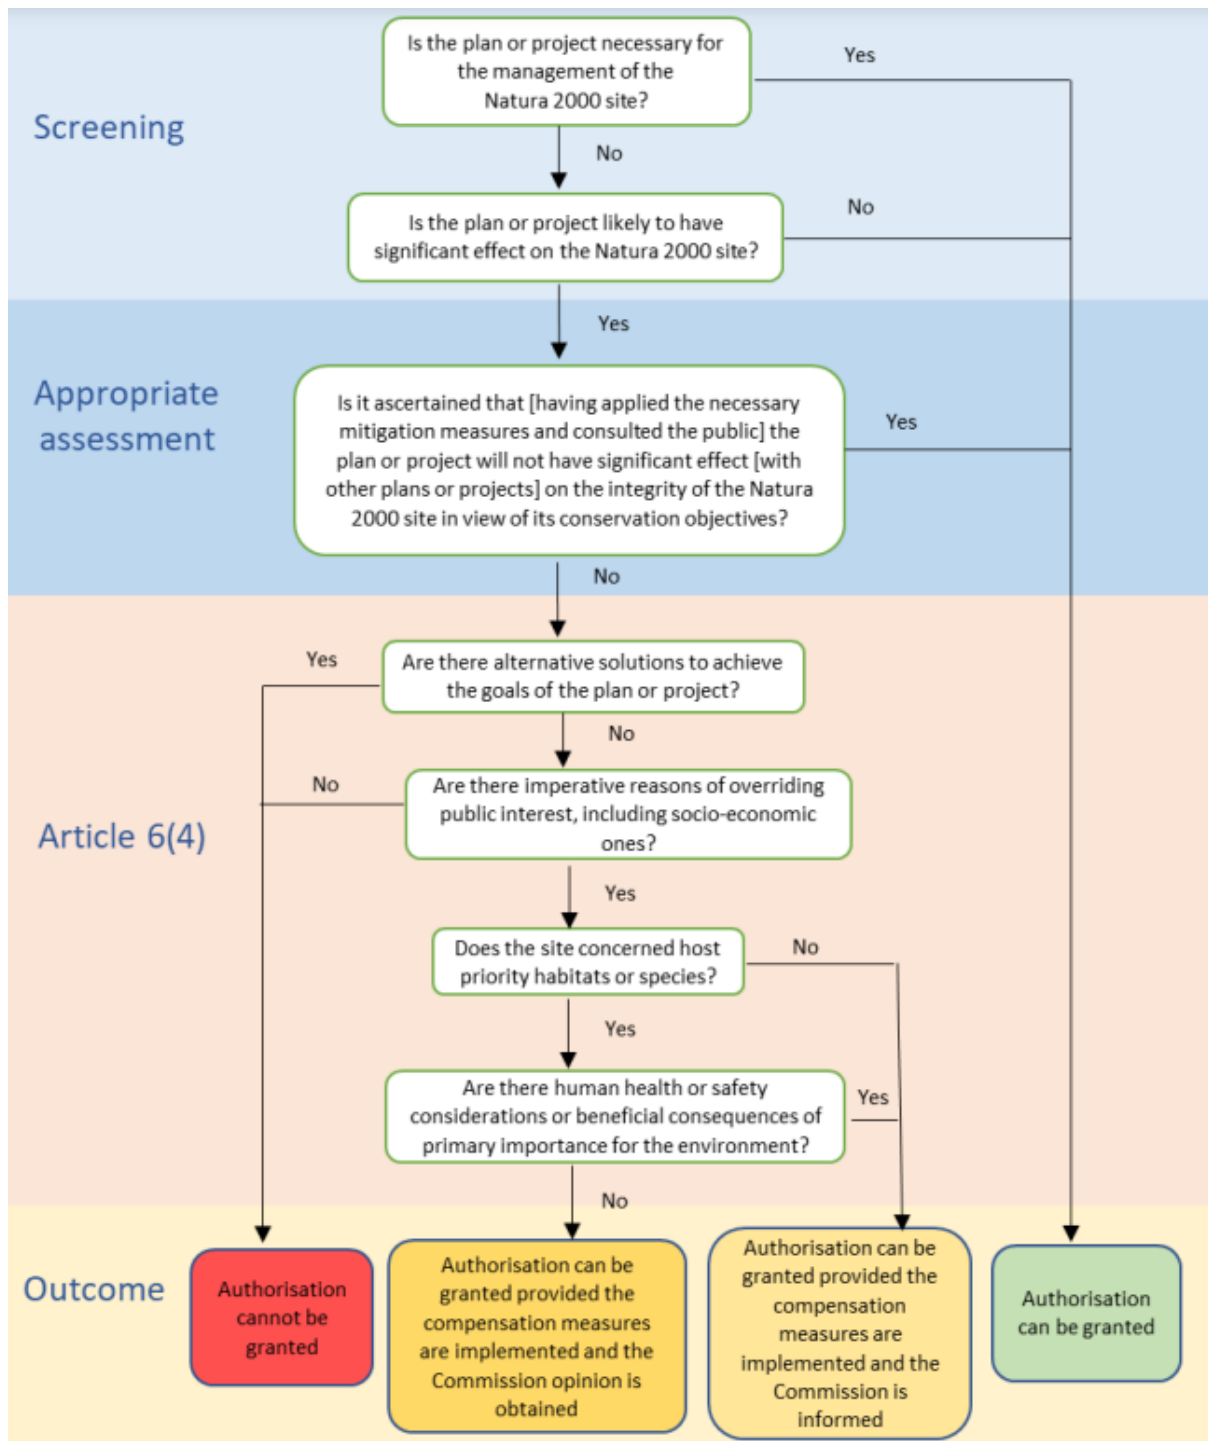 Is the plan or project necessary for
the management of the
Natura 2000 site?
Yes
Screening
No
Is the plan or project likely to have
significant effect on the Natura 2000 site?
No
Yes
Appropriate
assessment
Is it ascertained that [having applied the necessary
mitigation measures and consulted the public] the
plan or project will not have significant effect [with
other plans or projects] on the integrity of the Natura
2000 site in view of its conservation objectives?
Yes
No
Yes
Are there alternative solutions to achieve
the goals of the plan or project?
No
No
Are there imperative reasons of overriding
public interest, including socio-economic
ones?
Article 6(4)
Yes
Does the site concerned host
priority habitats or species?
No
Yes
Are there human health or safety
considerations or beneficial consequences of
primary importance for the environment?
Yes
No
Outcome
Authorisation
cannot be
granted
Authorisation can be
granted provided the
compensation measures
are implemented and the
Commission opinion is
obtained
Authorisation can be
granted provided the
compensation
measures are
implemented and the
Commission is
informed
Authorisation
can be granted